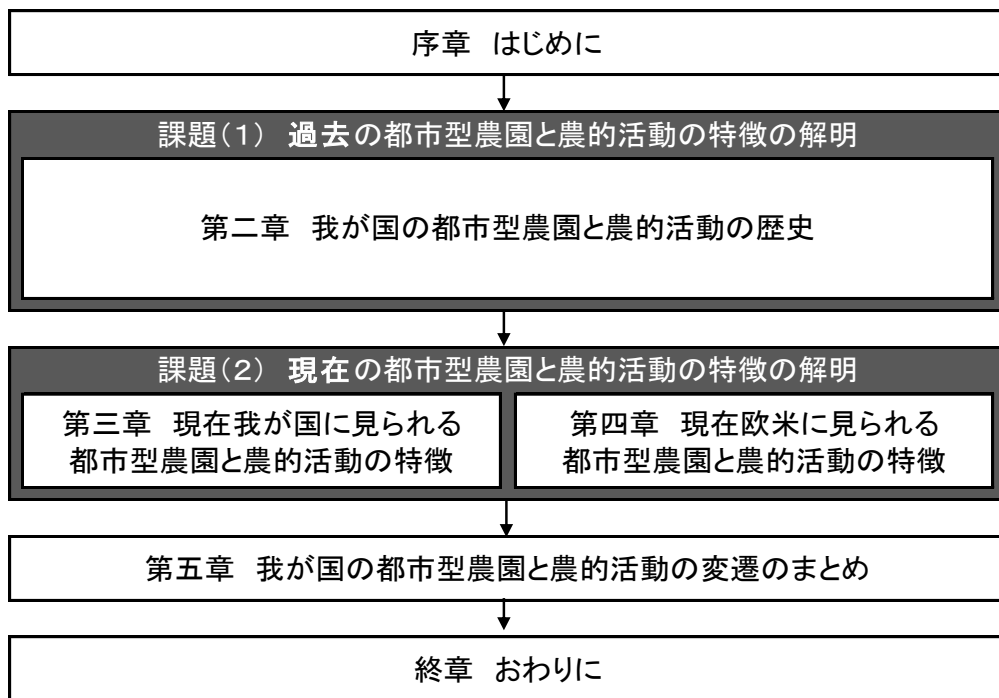 序章 はじめに
課題(1) 過去の都市型農園と農的活動の特徴の解明
第二章 我が国の都市型農園と農的活動の歴史
課題(2) 現在の都市型農園と農的活動の特徴の解明
第三章 現在我が国に見られる
都市型農園と農的活動の特徴
第四章 現在欧米に見られる
都市型農園と農的活動の特徴
第五章 我が国の都市型農園と農的活動の変遷のまとめ
終章 おわりに